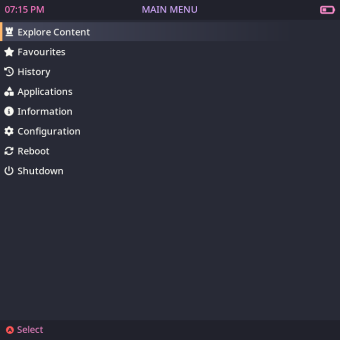 07:15 PM MAIN MENU
Explore Content
Favourites
History
Applications
Information
Configuration
Reboot
Shutdown
A Select